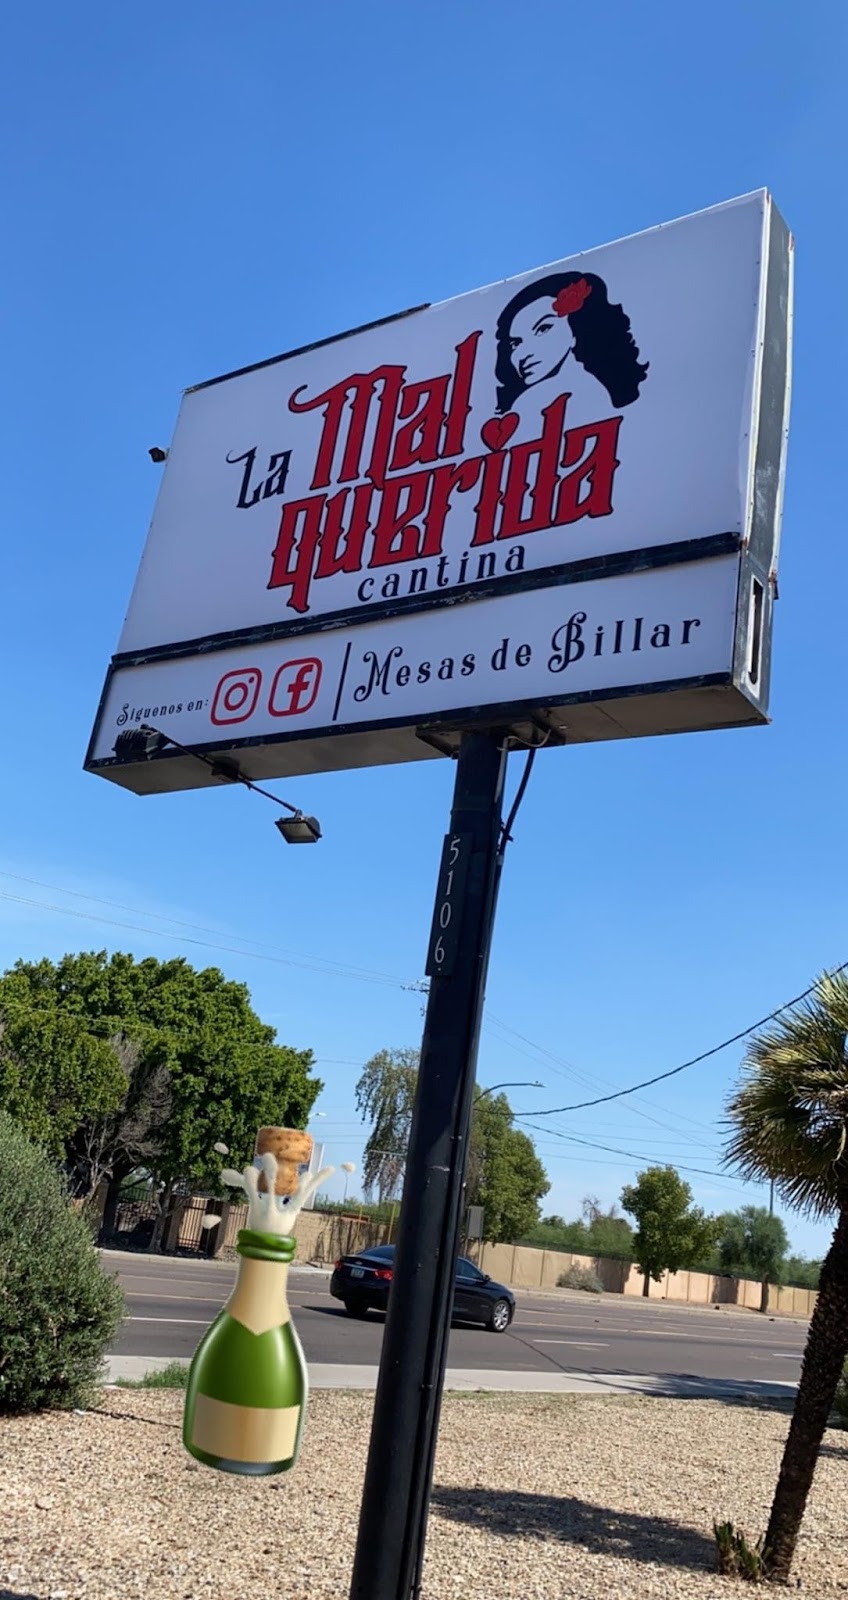 La Mal
querida
cantina
Siguenos en: | Mesas de Billar
5106